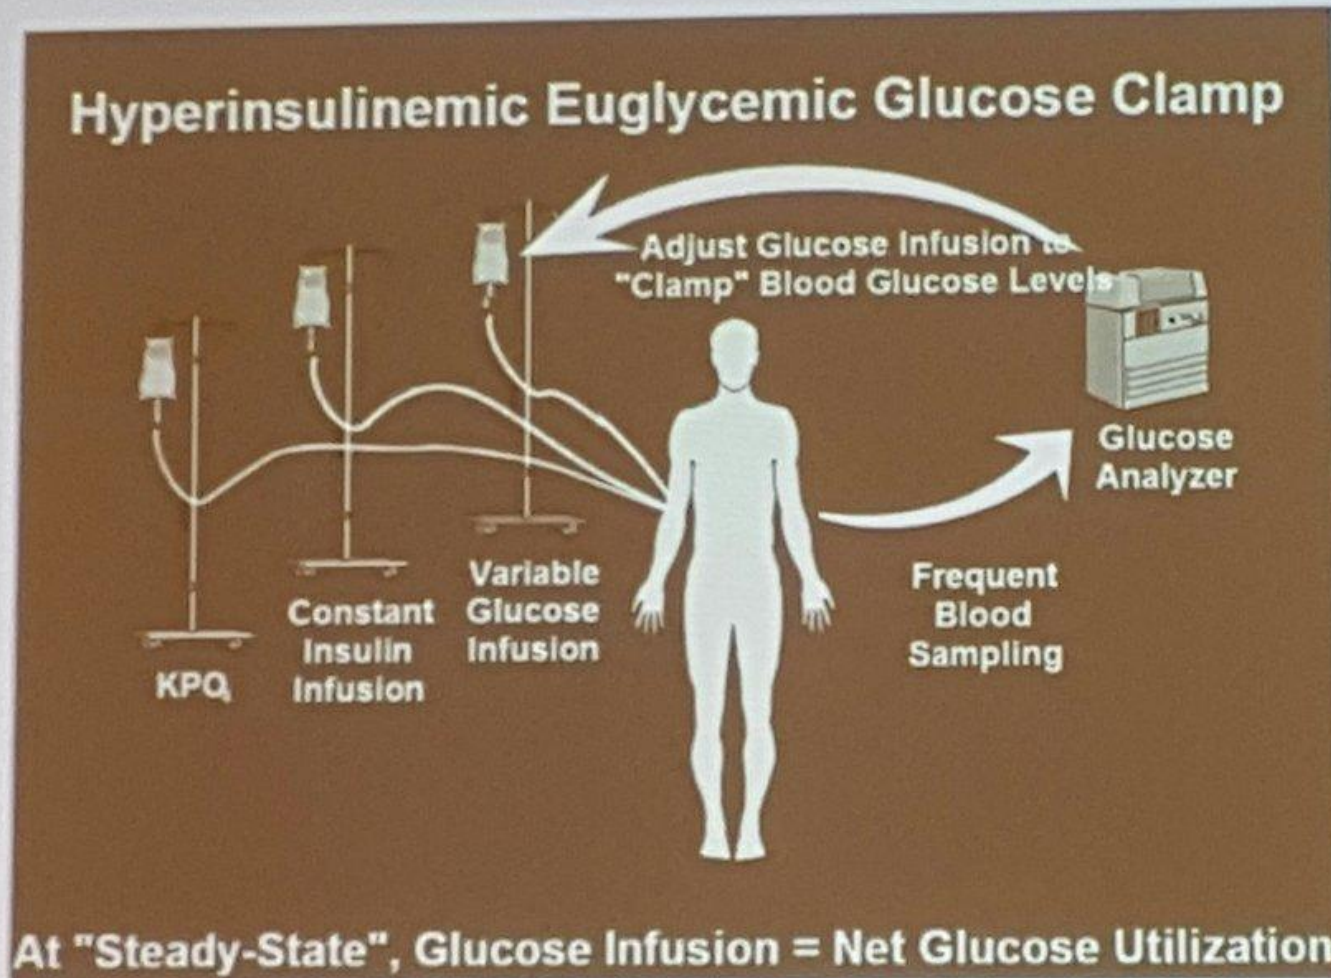 Hyperinsulinemic Euglycemic Glucose Clamp
Adjust Glucose Infusion to
"Clamp" Blood Glucose Levels
Glucose
Analyzer
Variable
Glucose
Infusion
Constant
Insulin
Infusion
KPO₄
Frequent
Blood
Sampling
At "Steady-State", Glucose Infusion = Net Glucose Utilization